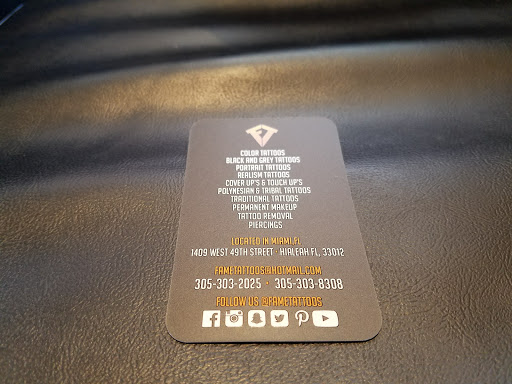 COLOR TATTOOS
BLACK AND GREY TATTOOS
PORTRAIT TATTOOS
REALISM TATTOOS
COVER UP'S & TOUCH UP'S
POLYNESIAN & TRIBAL TATTOOS
TRADITIONAL TATTOOS
PERMANENT MAKEUP
TATTOO REMOVAL
PIERCINGS
LOCATED IN MIAMI,FL
1409 WEST 49TH STREET · HIALEAH FL, 33012
FAMETATTOOS@HOTMAIL.COM
305-303-2025 · 305-303-8308
FOLLOW US @FAMETATTOOS